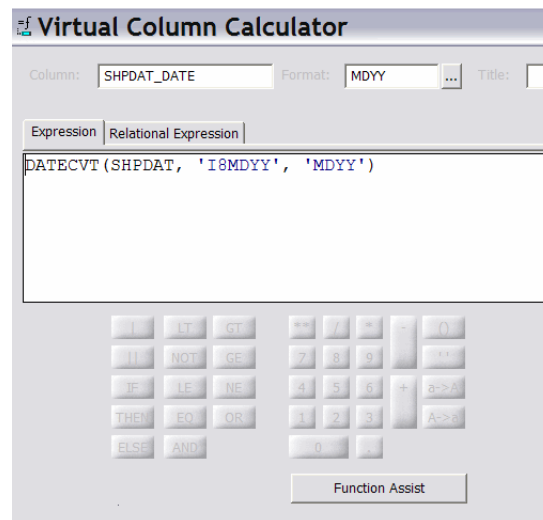 Virtual Column Calculator
Column: SHPDAT_DATE Format: MDYY ... Title:
Expression Relational Expression
DATECVT(SHPDAT, 'I8MDYY', 'MDYY')
| LT GT ** / * - ()
|| NOT GE 7 8 9 ' '
IF LE NE 4 5 6 + a->A
THEN EQ OR 1 2 3 A->a
ELSE AND 0 .
Function Assist